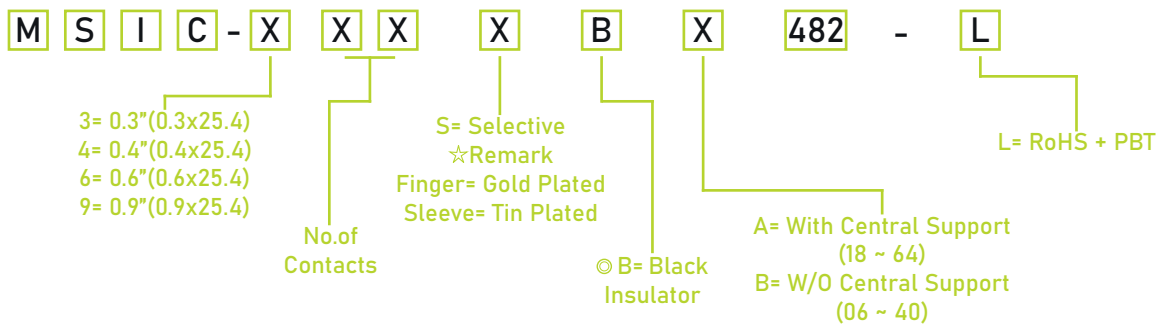 MSIC-X XX X B X 482 - L
3= 0.3"(0.3x25.4)
4= 0.4"(0.4x25.4)
6= 0.6"(0.6x25.4)
9= 0.9"(0.9x25.4)
No.of
Contacts
S= Selective
☆Remark
Finger= Gold Plated
Sleeve= Tin Plated
◎B= Black
Insulator
A= With Central Support
(18 ~ 64)
B= W/O Central Support
(06 ~ 40)
L= RoHS + PBT